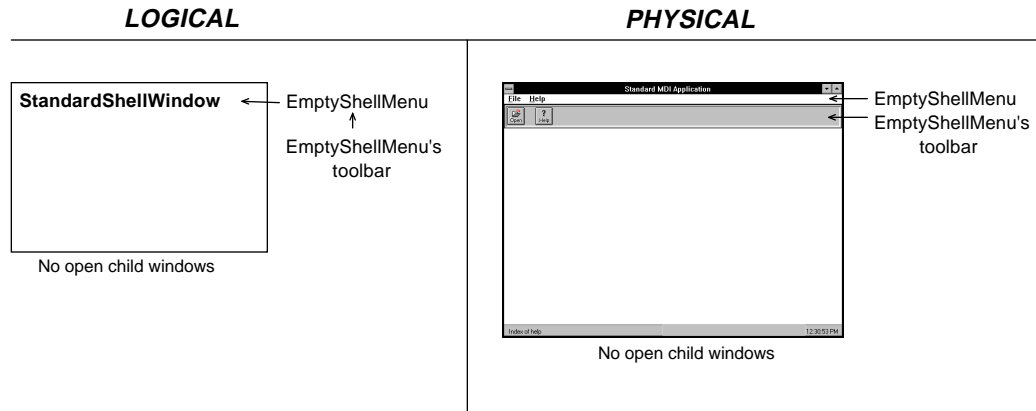 LOGICAL
PHYSICAL
StandardShellWindow
EmptyShellMenu
EmptyShellMenu's
toolbar
No open child windows
Standard MDI Application
File Help
Open Help
Index of help
12:30:53 PM
EmptyShellMenu
EmptyShellMenu's
toolbar
No open child windows